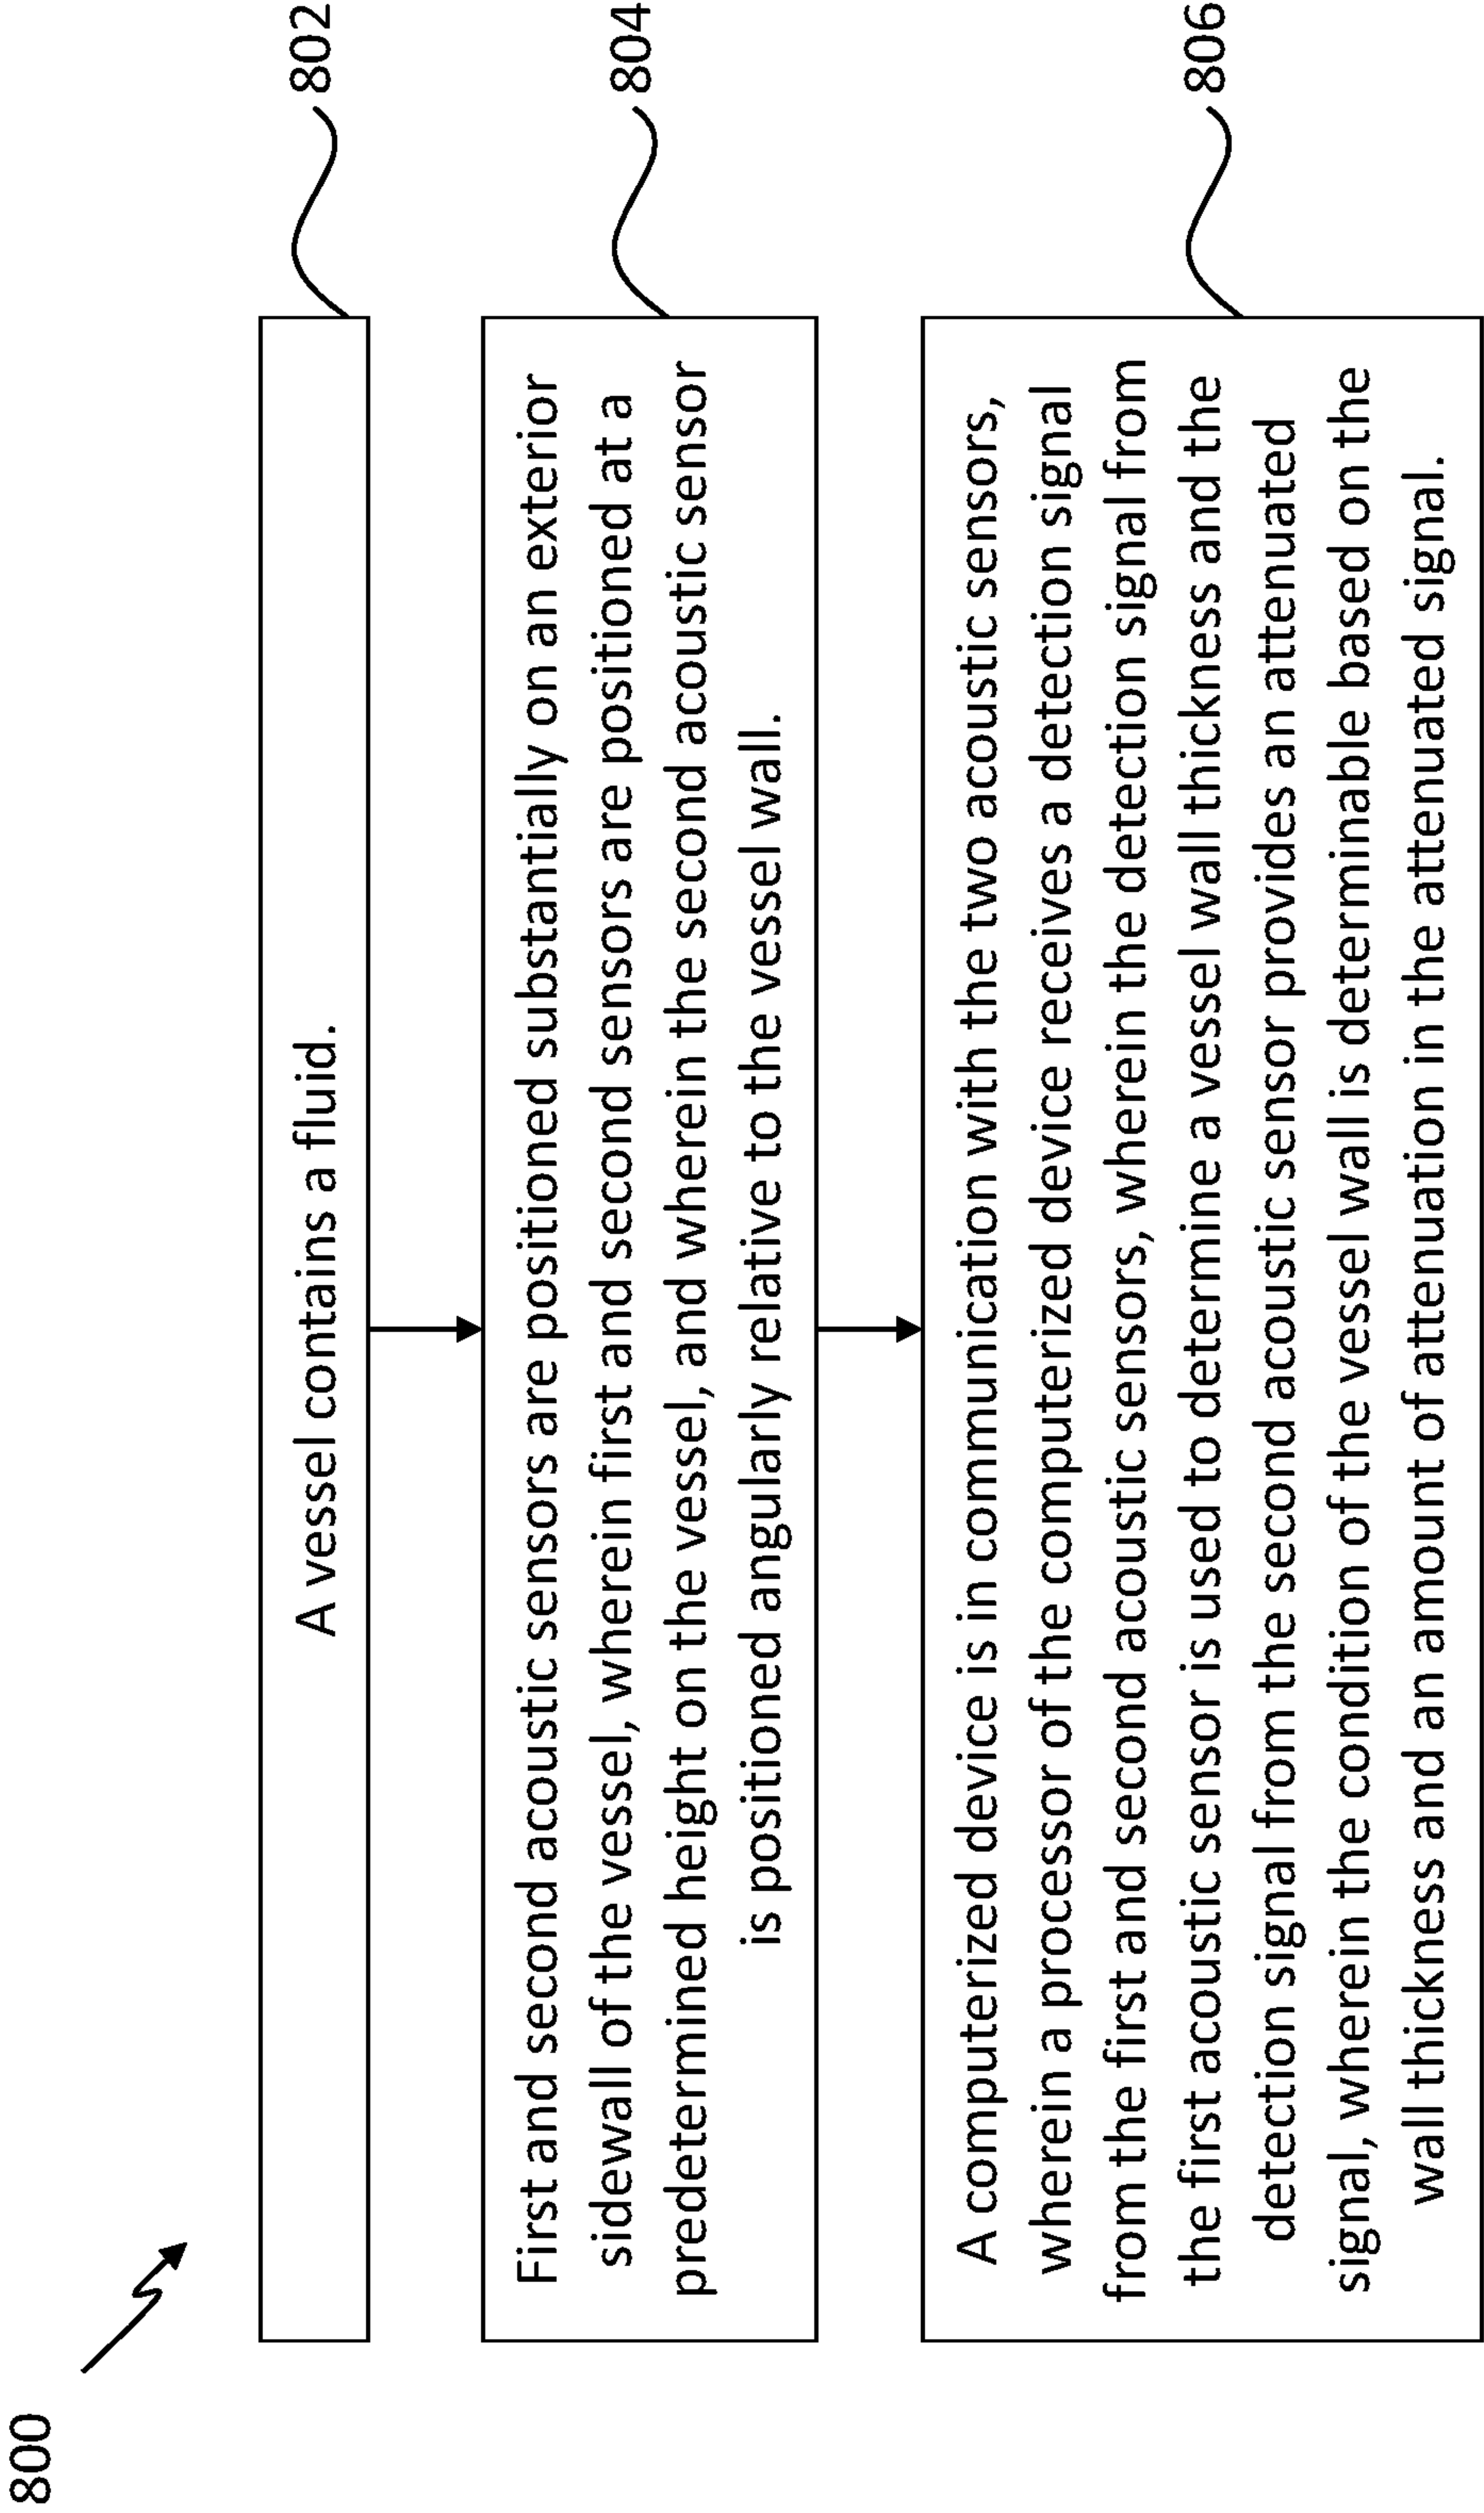 800
802
A vessel contains a fluid.
804
First and second acoustic sensors are positioned substantially on an exterior
sidewall of the vessel, wherein first and second sensors are positioned at a
predetermined height on the vessel, and wherein the second acoustic sensor
is positioned angularly relative to the vessel wall.
806
A computerized device is in communication with the two acoustic sensors,
wherein a processor of the computerized device receives a detection signal
from the first and second acoustic sensors, wherein the detection signal from
the first acoustic sensor is used to determine a vessel wall thickness and the
detection signal from the second acoustic sensor provides an attenuated
signal, wherein the condition of the vessel wall is determinable based on the
wall thickness and an amount of attenuation in the attenuated signal.